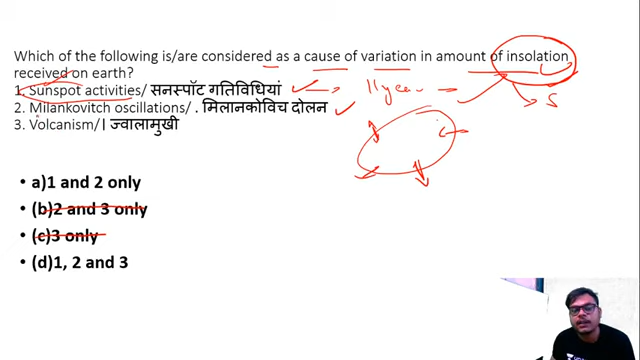 Which of the following is/are considered as a cause of variation in amount of insolation
received on earth?
1. Sunspot activities/ सनस्पॉट गतिविधियां 11 year
2. Milankovitch oscillations/ . मिलानकोविच दोलन
3. Volcanism/। ज्वालामुखी
• a)1 and 2 only
• (b)2 and 3 only
• (c)3 only
• (d)1, 2 and 3